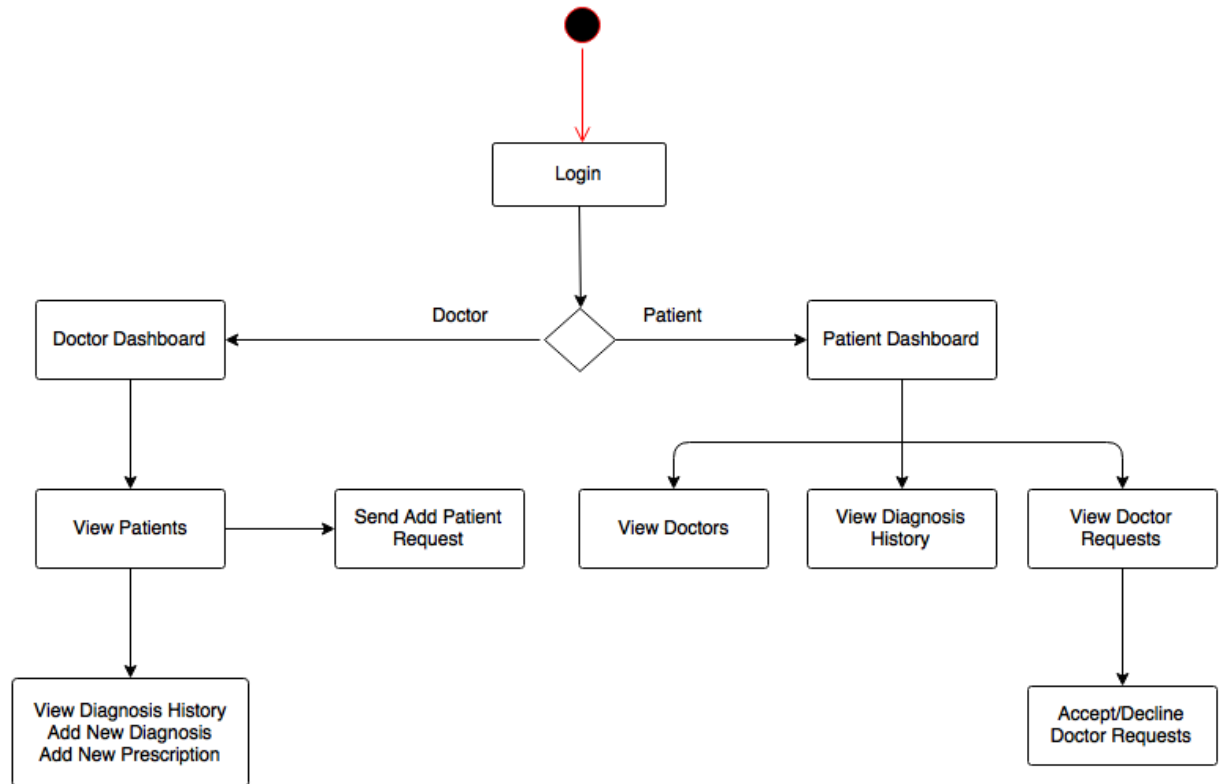 Login
Doctor
Patient
Doctor Dashboard
Patient Dashboard
View Patients
Send Add Patient
Request
View Doctors
View Diagnosis
History
View Doctor
Requests
View Diagnosis History
Add New Diagnosis
Add New Prescription
Accept/Decline
Doctor Requests